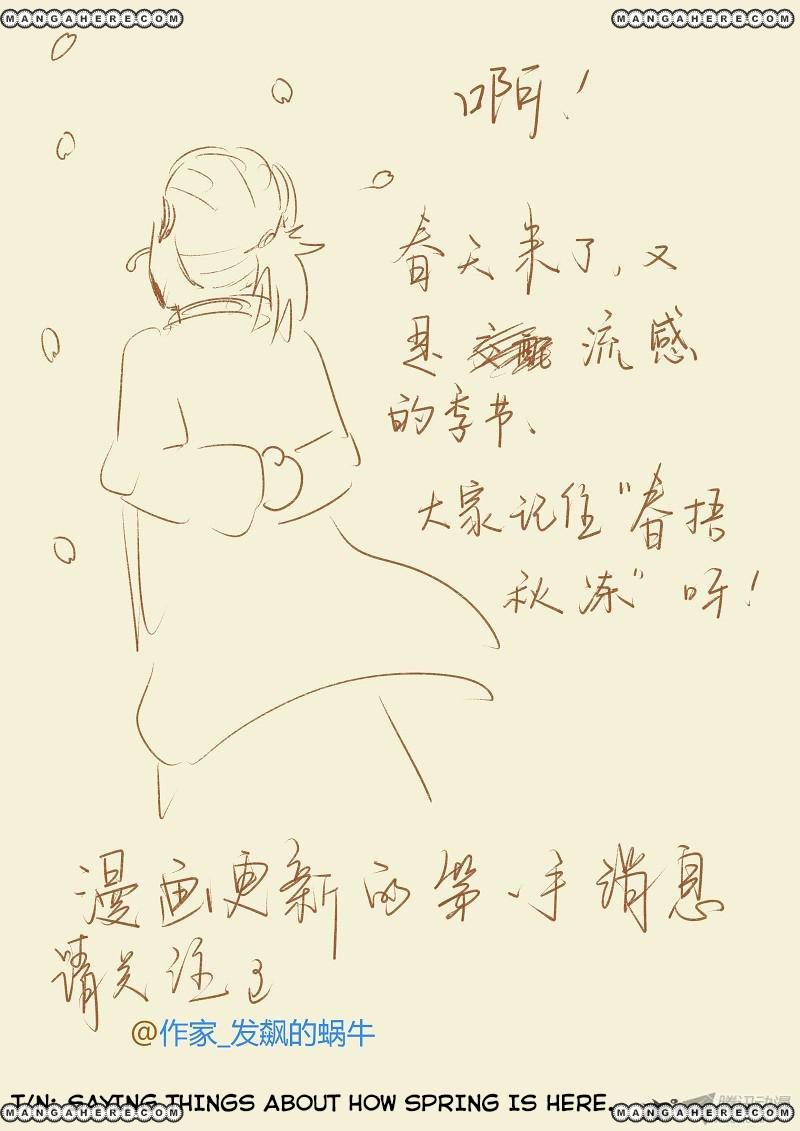 MANGAHERE.COM MANGAHERE.COM
啊！
春天来了，又
是交配流感
的季节、
大家记住“春捂
秋冻”呀！
漫画更新的第一手消息
请关注
@作家_发飙的蜗牛
T/N: SAYING THINGS ABOUT HOW SPRING IS HERE.
腾讯动漫
MANGAHERE.COM MANGAHERE.COM